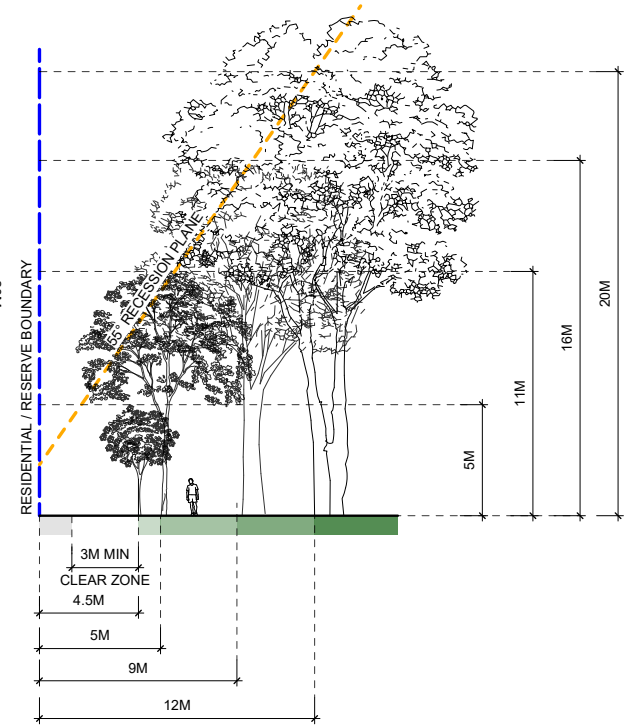 RESIDENTIAL / RESERVE BOUNDARY
55° RECESSION PLANE
20M
16M
11M
5M
3M MIN
CLEAR ZONE
4.5M
5M
9M
12M